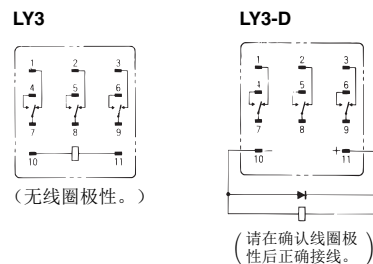 LY3
1 2 3
4 5 6
7 8 9
10 11
(无线圈极性。)
LY3-D
1 2 3
4 5 6
7 8 9
- +
10 11
(请在确认线圈极
性后正确接线。)